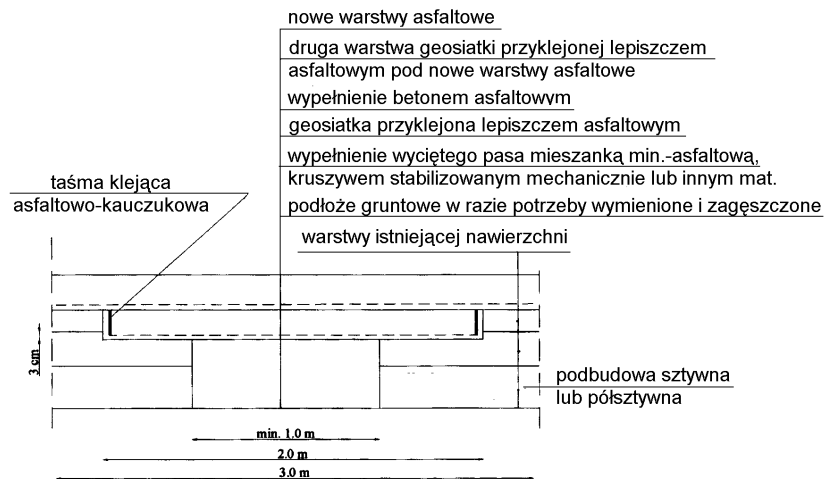 nowe warstwy asfaltowe
druga warstwa geosiatki przyklejonej lepiszczem
asfaltowym pod nowe warstwy asfaltowe
wypełnienie betonem asfaltowym
geosiatka przyklejona lepiszczem asfaltowym
wypełnienie wyciętego pasa mieszanką min.-asfaltową,
kruszywem stabilizowanym mechanicznie lub innym mat.
podłoże gruntowe w razie potrzeby wymienione i zagęszczone
warstwy istniejącej nawierzchni
taśma klejąca
asfaltowo-kauczukowa
3 cm
podbudowa sztywna
lub półsztywna
min. 1.0 m
2.0 m
3.0 m